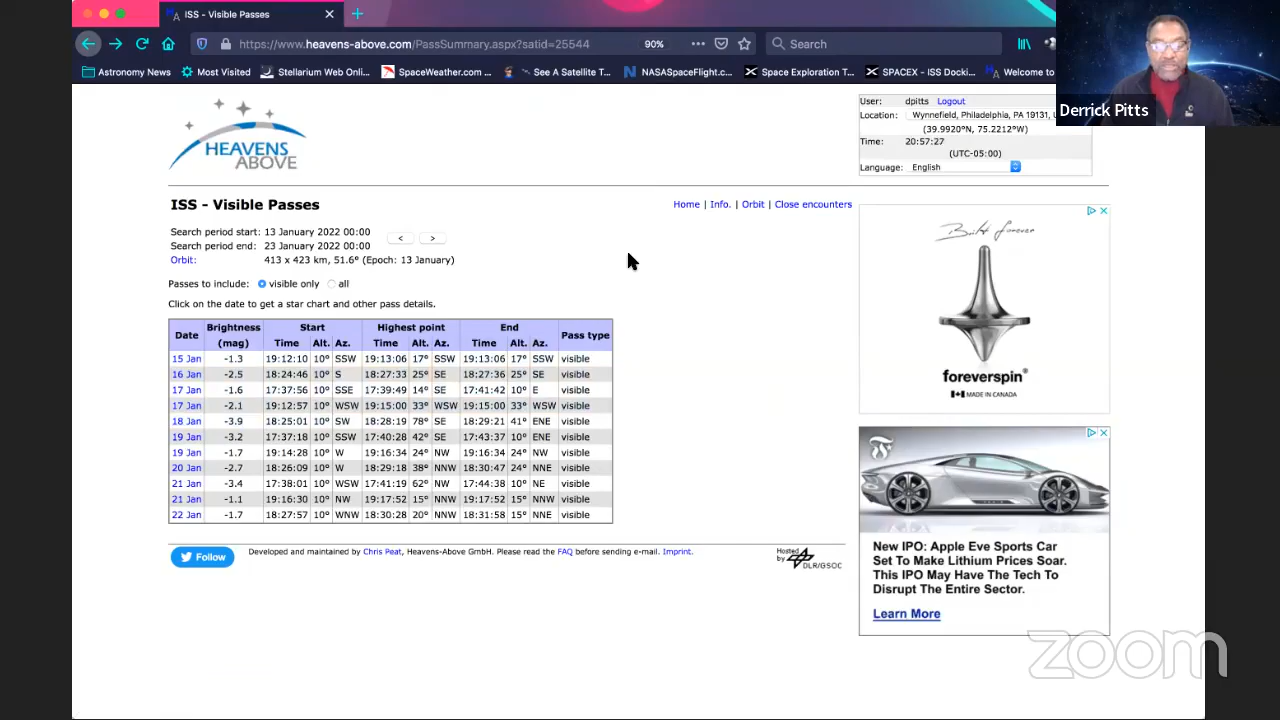 ISS - Visible Passes
https://www.heavens-above.com/PassSummary.aspx?satid=25544
90%
Search
Astronomy News
Most Visited
Stellarium Web Onl...
SpaceWeather.com ...
See A Satellite T...
NASASpaceFlight.c...
Space Exploration T...
SPACEX - ISS Docki...
Welcome to
Derrick Pitts
HEAVENS
ABOVE
User: dpitts Logout
Location: Wynnefield, Philadelphia, PA 19131,
(39.9920°N, 75.2212°W)
Time: 20:57:27
(UTC-05:00)
Language: English
ISS - Visible Passes
Home | Info. | Orbit | Close encounters
Search period start: 13 January 2022 00:00
Search period end: 23 January 2022 00:00
< >
Orbit: 413 x 423 km, 51.6° (Epoch: 13 January)
Passes to include: visible only all
Click on the date to get a star chart and other pass details.
Date Brightness Start Highest point End Pass type
(mag) Time Alt. Az. Time Alt. Az. Time Alt. Az.
15 Jan -1.3 19:12:10 10° SSW 19:13:06 17° SSW 19:13:06 17° SSW visible
16 Jan -2.5 18:24:46 10° S 18:27:33 25° SE 18:27:36 25° SE visible
17 Jan -1.6 17:37:56 10° SSE 17:39:49 14° SE 17:41:42 10° E visible
17 Jan -2.1 19:12:57 10° WSW 19:15:00 33° WSW 19:15:00 33° WSW visible
18 Jan -3.9 18:25:01 10° SW 18:28:19 78° SE 18:29:21 41° ENE visible
19 Jan -3.2 17:37:18 10° SSW 17:40:28 42° SE 17:43:37 10° ENE visible
19 Jan -1.7 19:14:28 10° W 19:16:34 24° NW 19:16:34 24° NW visible
20 Jan -2.7 18:26:09 10° W 18:29:18 38° NNW 18:30:47 24° NNE visible
21 Jan -3.4 17:38:01 10° WSW 17:41:19 62° NW 17:44:38 10° NE visible
21 Jan -1.1 19:16:30 10° NW 19:17:52 15° NNW 19:17:52 15° NNW visible
22 Jan -1.7 18:27:57 10° WNW 18:30:28 20° NNW 18:31:58 15° NNE visible
Follow
Developed and maintained by Chris Peat, Heavens-Above GmbH. Please read the FAQ before sending e-mail. Imprint.
Hosted
by
DLR/GSOC
Built forever
foreverspin®
MADE IN CANADA
New IPO: Apple Eve Sports Car
Set To Make Lithium Prices Soar.
This IPO May Have The Tech To
Disrupt The Entire Sector.
Learn More
zoom